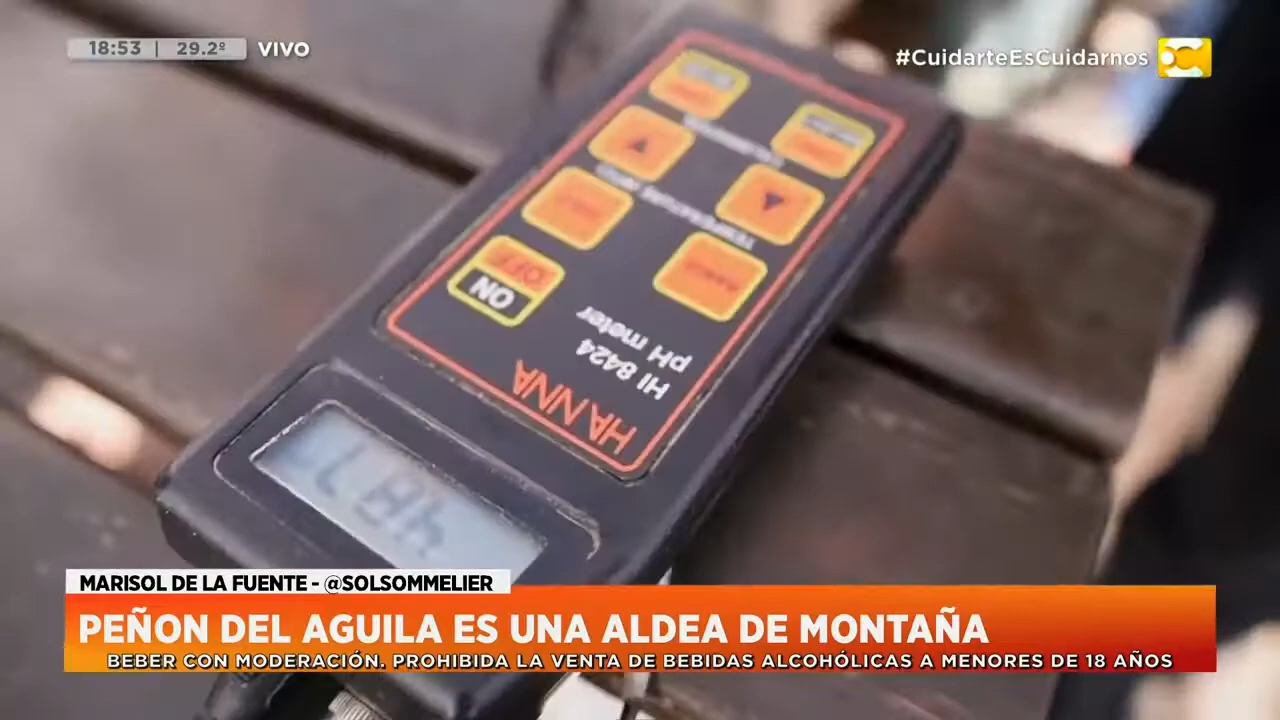 18:53 | 29.2° VIVO
#CuidarteEsCuidarnos
TEMPERATURE
ON
OFF
HI 8424
pH meter
HANNA
MARISOL DE LA FUENTE - @SOLSOMMELIER
PEÑON DEL AGUILA ES UNA ALDEA DE MONTAÑA
BEBER CON MODERACIÓN. PROHIBIDA LA VENTA DE BEBIDAS ALCOHÓLICAS A MENORES DE 18 AÑOS